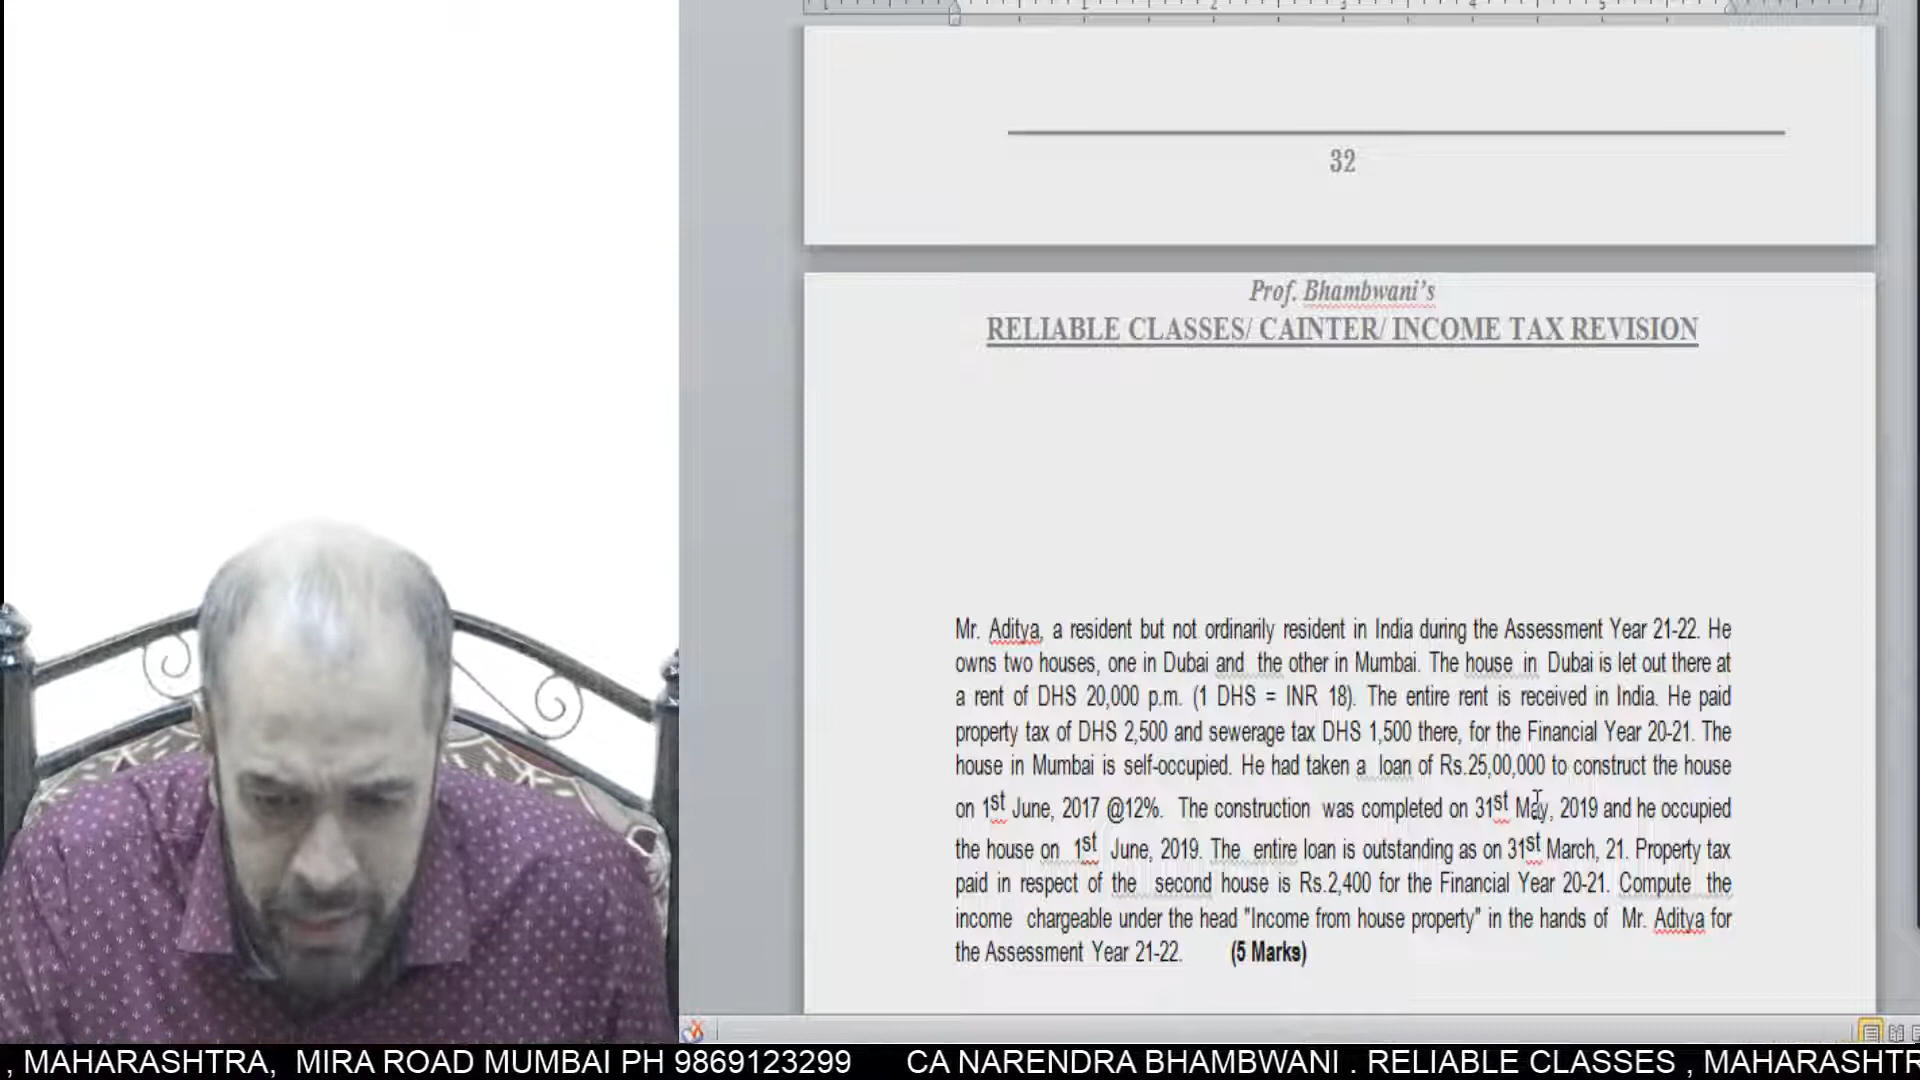 32
Prof. Bhambwani's
RELIABLE CLASSES/ CAINTER/ INCOME TAX REVISION
Mr. Aditya, a resident but not ordinarily resident in India during the Assessment Year 21-22. He
owns two houses, one in Dubai and the other in Mumbai. The house in Dubai is let out there at
a rent of DHS 20,000 p.m. (1 DHS = INR 18). The entire rent is received in India. He paid
property tax of DHS 2,500 and sewerage tax DHS 1,500 there, for the Financial Year 20-21. The
house in Mumbai is self-occupied. He had taken a loan of Rs.25,00,000 to construct the house
on 1st June, 2017 @12%. The construction was completed on 31st May, 2019 and he occupied
the house on 1st June, 2019. The entire loan is outstanding as on 31st March, 21. Property tax
paid in respect of the second house is Rs.2,400 for the Financial Year 20-21. Compute the
income chargeable under the head "Income from house property" in the hands of Mr. Aditya for
the Assessment Year 21-22. (5 Marks)
, MAHARASHTRA, MIRA ROAD MUMBAI PH 9869123299 CA NARENDRA BHAMBWANI . RELIABLE CLASSES , MAHARASHTR